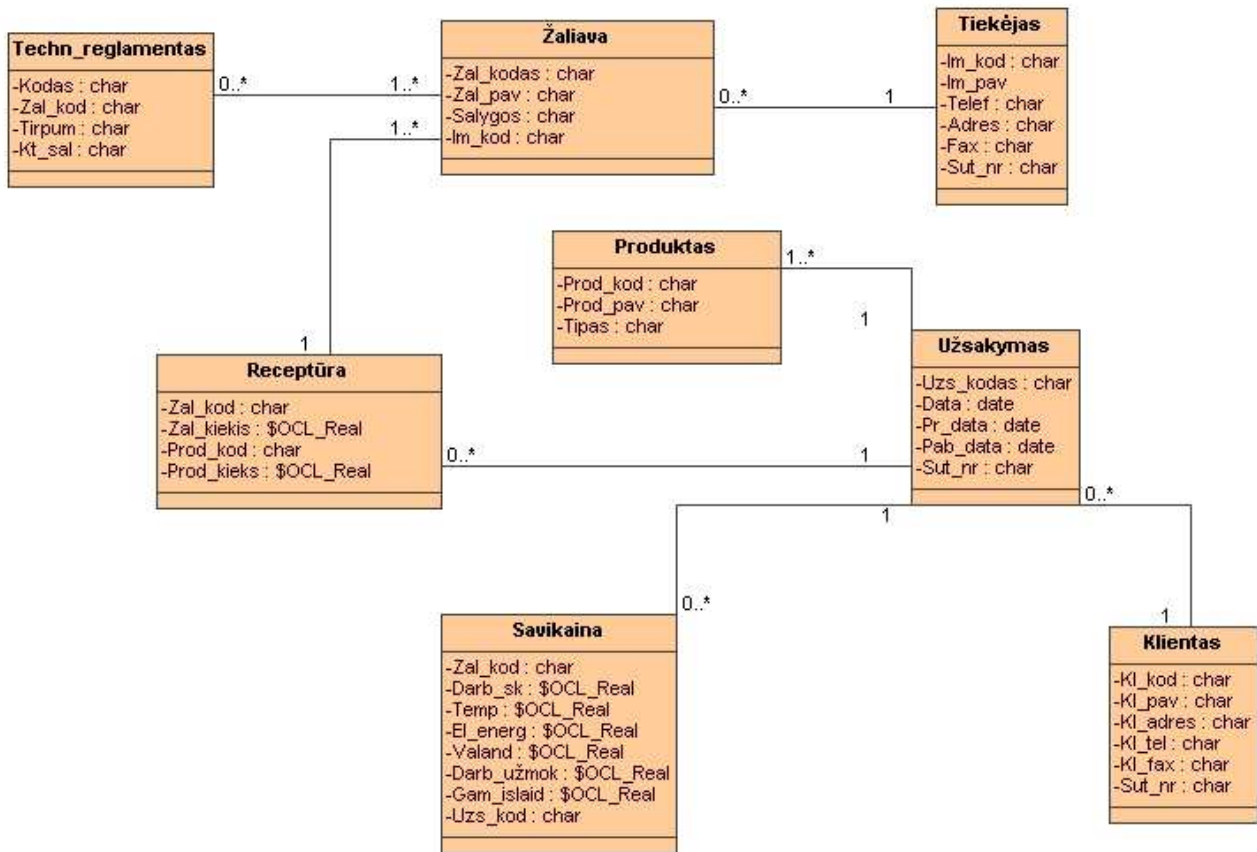 Techn_reglamentas
-Kodas : char
-Zal_kod : char
-Tirpum : char
-Kt_sal : char
0..*
1..*
Žaliava
-Zal_kodas : char
-Zal_pav : char
-Salygos : char
-Im_kod : char
1..*
0..*
1
Tiekėjas
-Im_kod : char
-Im_pav
-Telef : char
-Adres : char
-Fax : char
-Sut_nr : char
Produktas
-Prod_kod : char
-Prod_pav : char
-Tipas : char
1..*
1
1
Receptūra
-Zal_kod : char
-Zal_kiekis : $OCL_Real
-Prod_kod : char
-Prod_kieks : $OCL_Real
0..*
1
Užsakymas
-Uzs_kodas : char
-Data : date
-Pr_data : date
-Pab_data : date
-Sut_nr : char
1
0..*
0..*
1
Savikaina
-Zal_kod : char
-Darb_sk : $OCL_Real
-Temp : $OCL_Real
-El_energ : $OCL_Real
-Valand : $OCL_Real
-Darb_užmok : $OCL_Real
-Gam_islaid : $OCL_Real
-Uzs_kod : char
Klientas
-Kl_kod : char
-Kl_pav : char
-Kl_adres : char
-Kl_tel : char
-Kl_fax : char
-Sut_nr : char